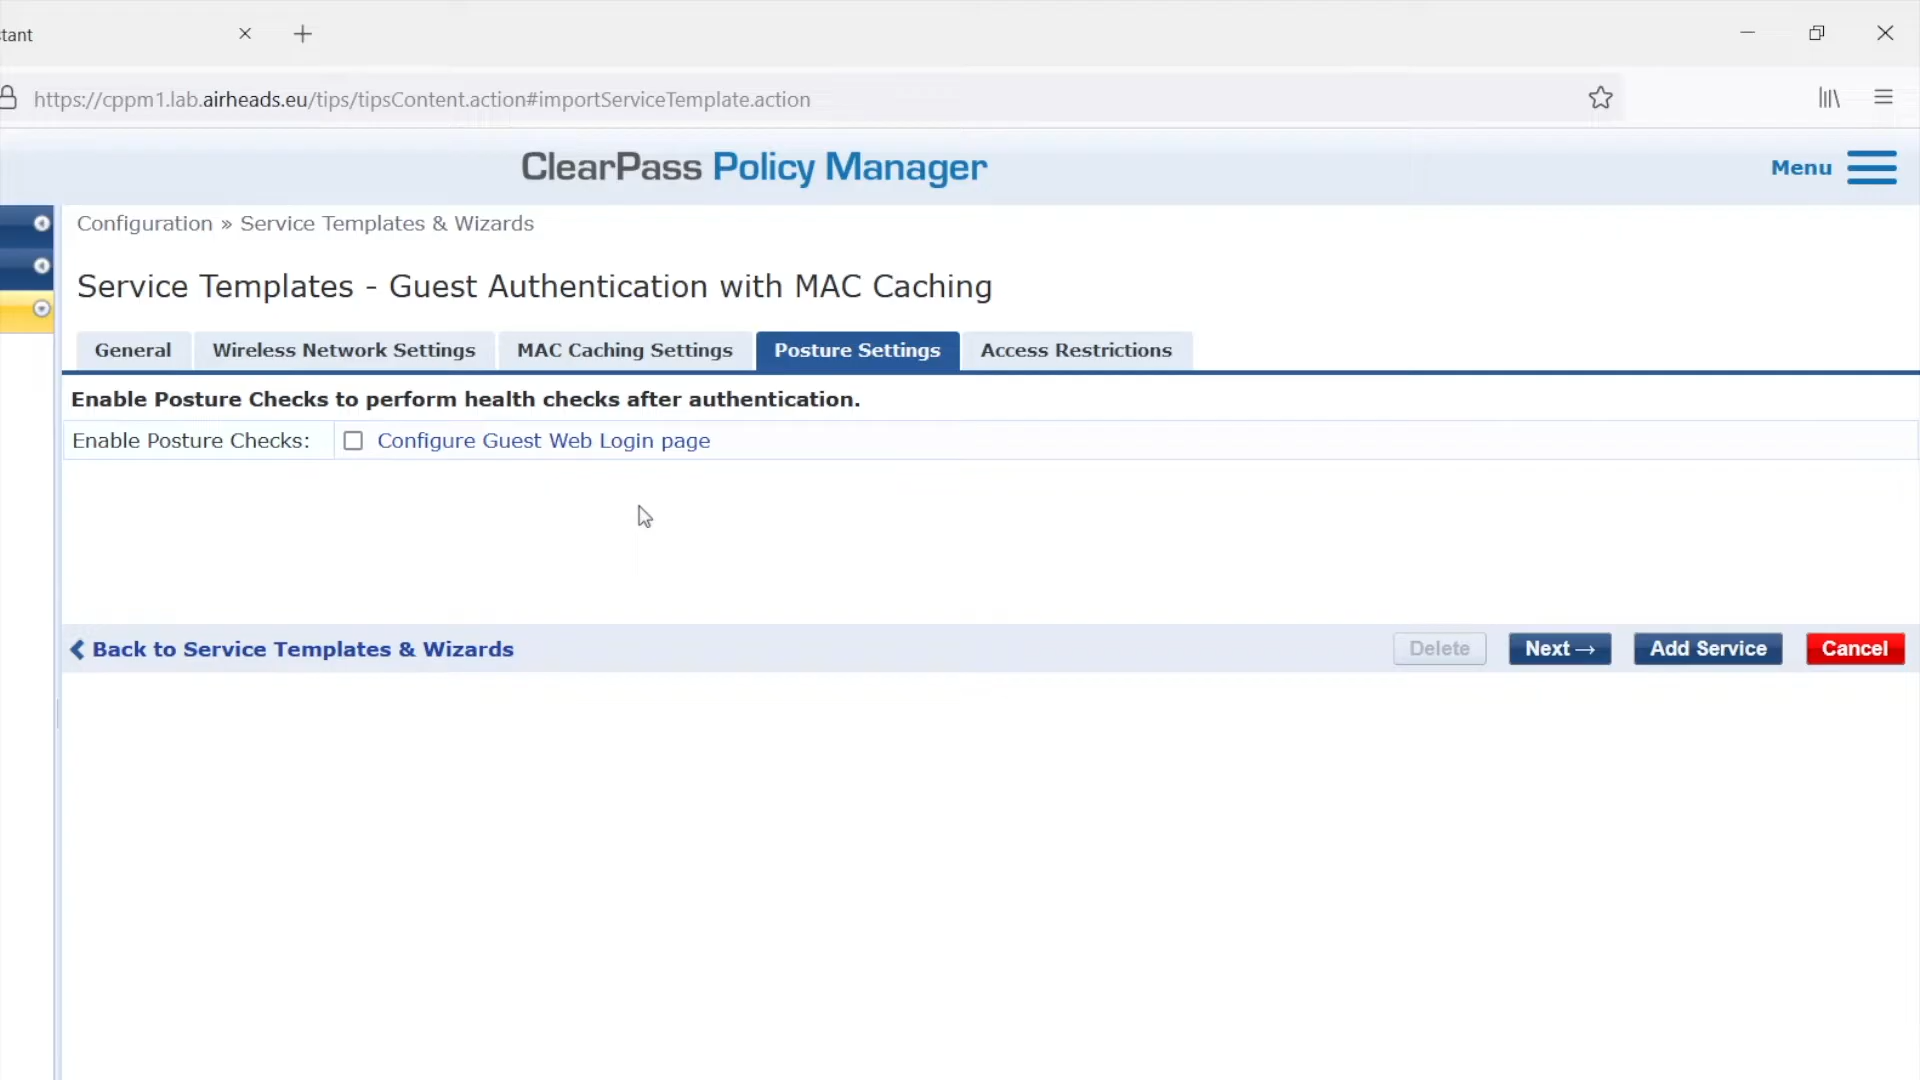 stant
https://cppm1.lab.airheads.eu/tips/tipsContent.action#importServiceTemplate.action
ClearPass Policy Manager
Menu
Configuration » Service Templates & Wizards
Service Templates - Guest Authentication with MAC Caching
General Wireless Network Settings MAC Caching Settings Posture Settings Access Restrictions
Enable Posture Checks to perform health checks after authentication.
Enable Posture Checks: Configure Guest Web Login page
Back to Service Templates & Wizards Delete Next → Add Service Cancel